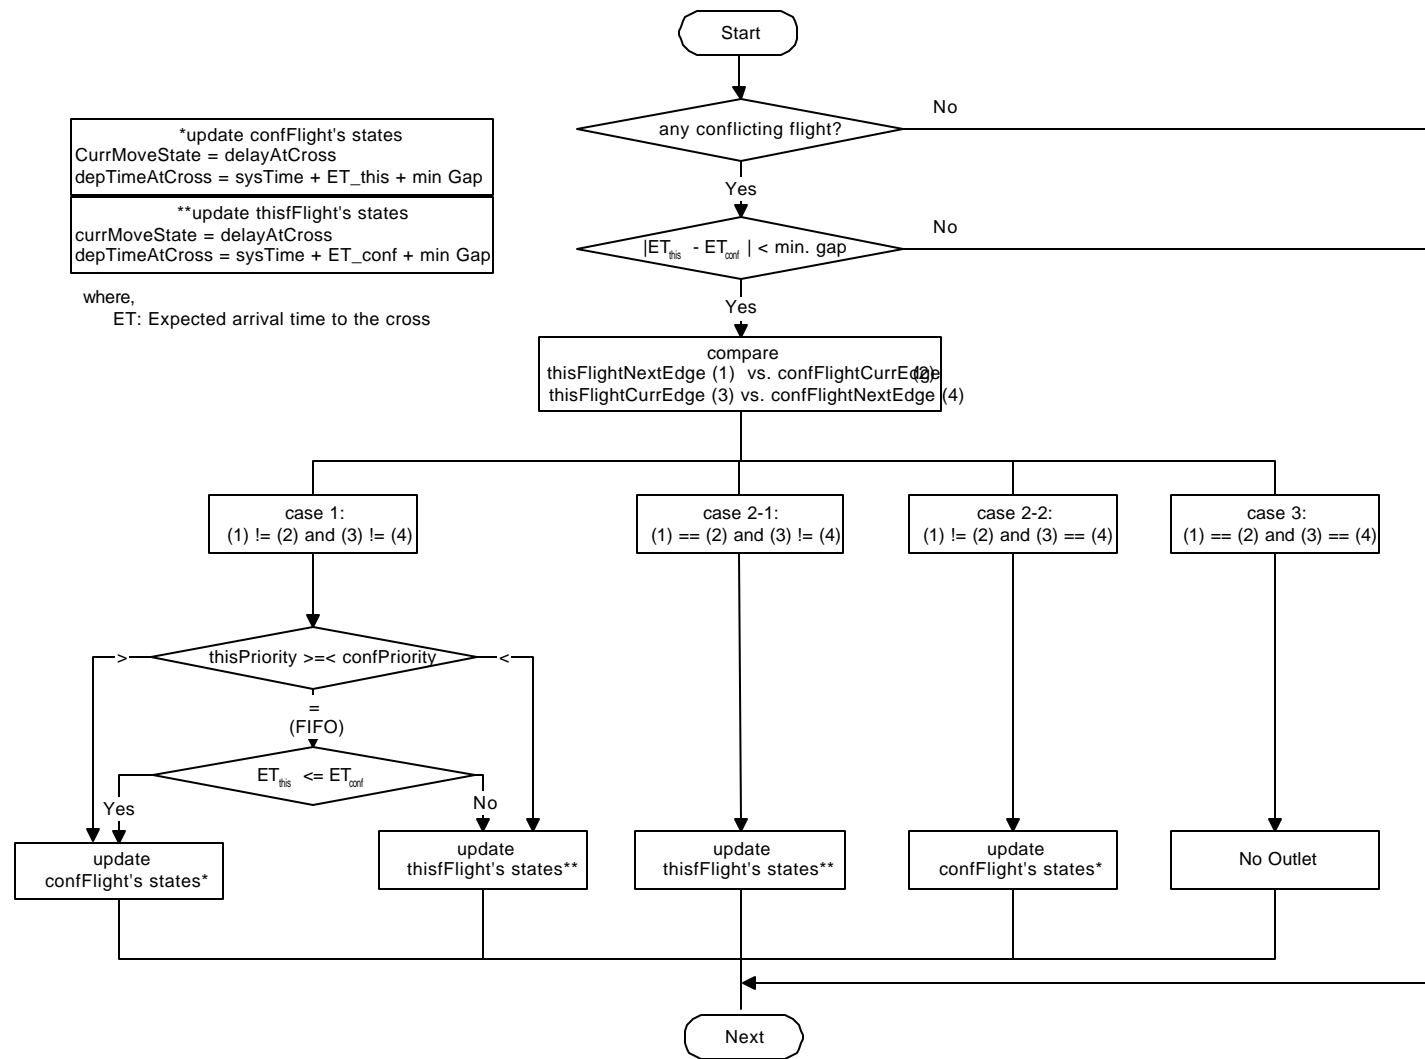 Start
any conflicting flight?
No
Yes
*update confFlight's states
CurrMoveState = delayAtCross
depTimeAtCross = sysTime + ET_this + min Gap
**update thisfFlight's states
currMoveState = delayAtCross
depTimeAtCross = sysTime + ET_conf + min Gap
where,
ET: Expected arrival time to the cross
|ETthis - ETconf | < min. gap
No
Yes
compare
thisFlightNextEdge (1) vs. confFlightCurrEdge (2)
thisFlightCurrEdge (3) vs. confFlightNextEdge (4)
case 1:
(1) != (2) and (3) != (4)
case 2-1:
(1) == (2) and (3) != (4)
case 2-2:
(1) != (2) and (3) == (4)
case 3:
(1) == (2) and (3) == (4)
>
thisPriority >=< confPriority
<
=
(FIFO)
ETthis <= ETconf
Yes
No
update
confFlight's states*
update
thisfFlight's states**
update
thisfFlight's states**
update
confFlight's states*
No Outlet
Next